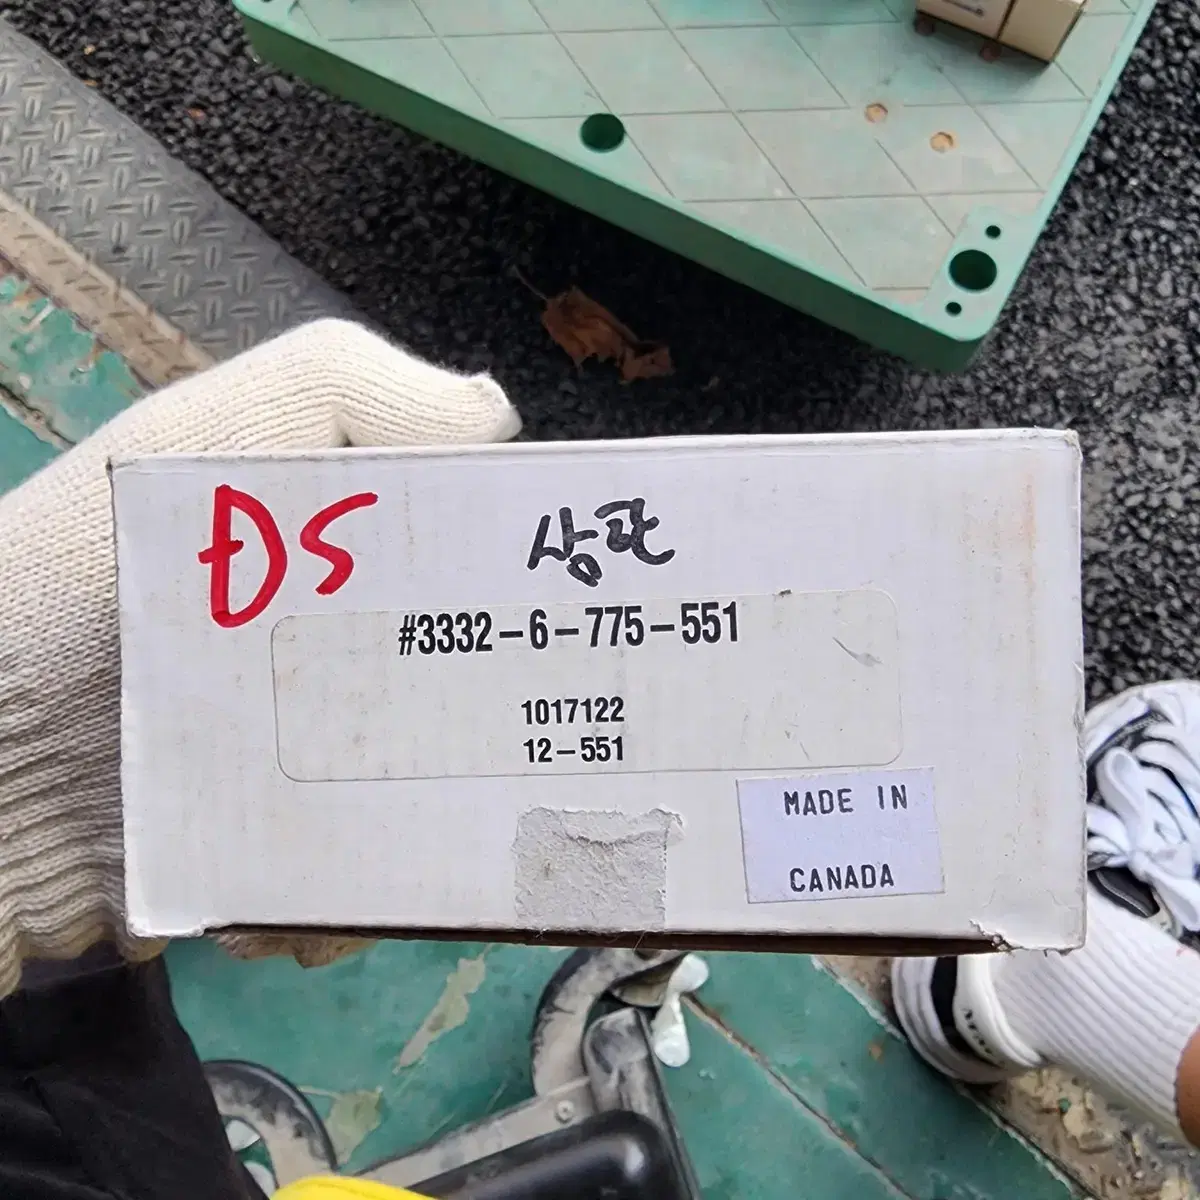 DS 상판
#3332-6-775-551
1017122
12-551
MADE IN
CANADA